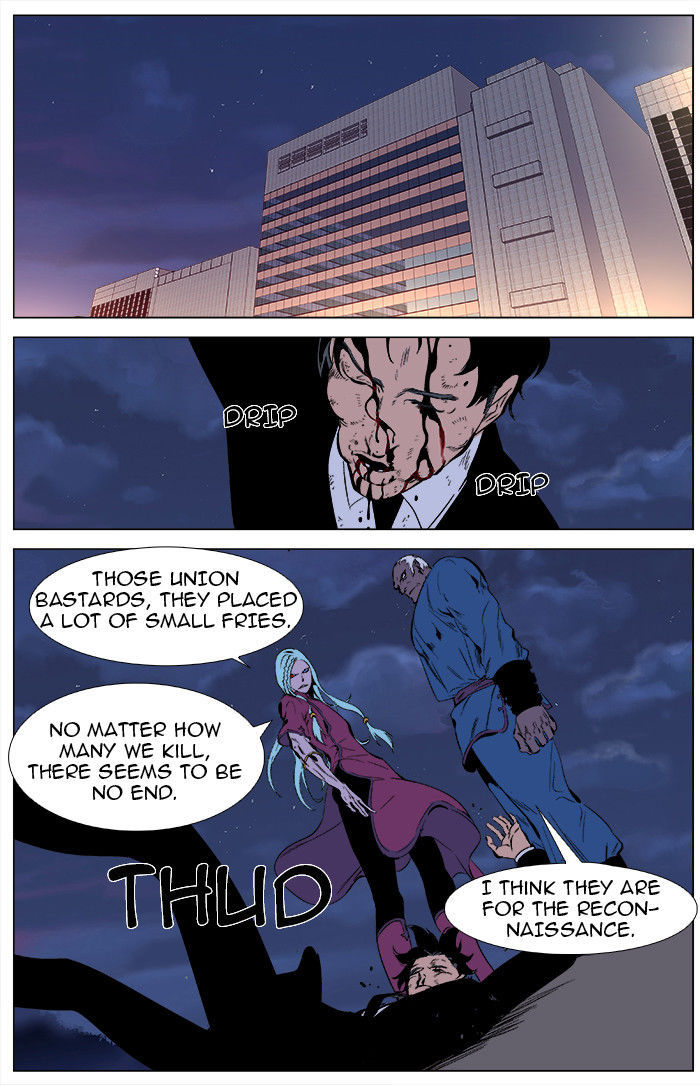 DRIP
DRIP
THOSE UNION
BASTARDS, THEY PLACED
A LOT OF SMALL FRIES.
NO MATTER HOW
MANY WE KILL,
THERE SEEMS TO BE
NO END.
THUD
I THINK THEY ARE
FOR THE RECON-
NAISSANCE.